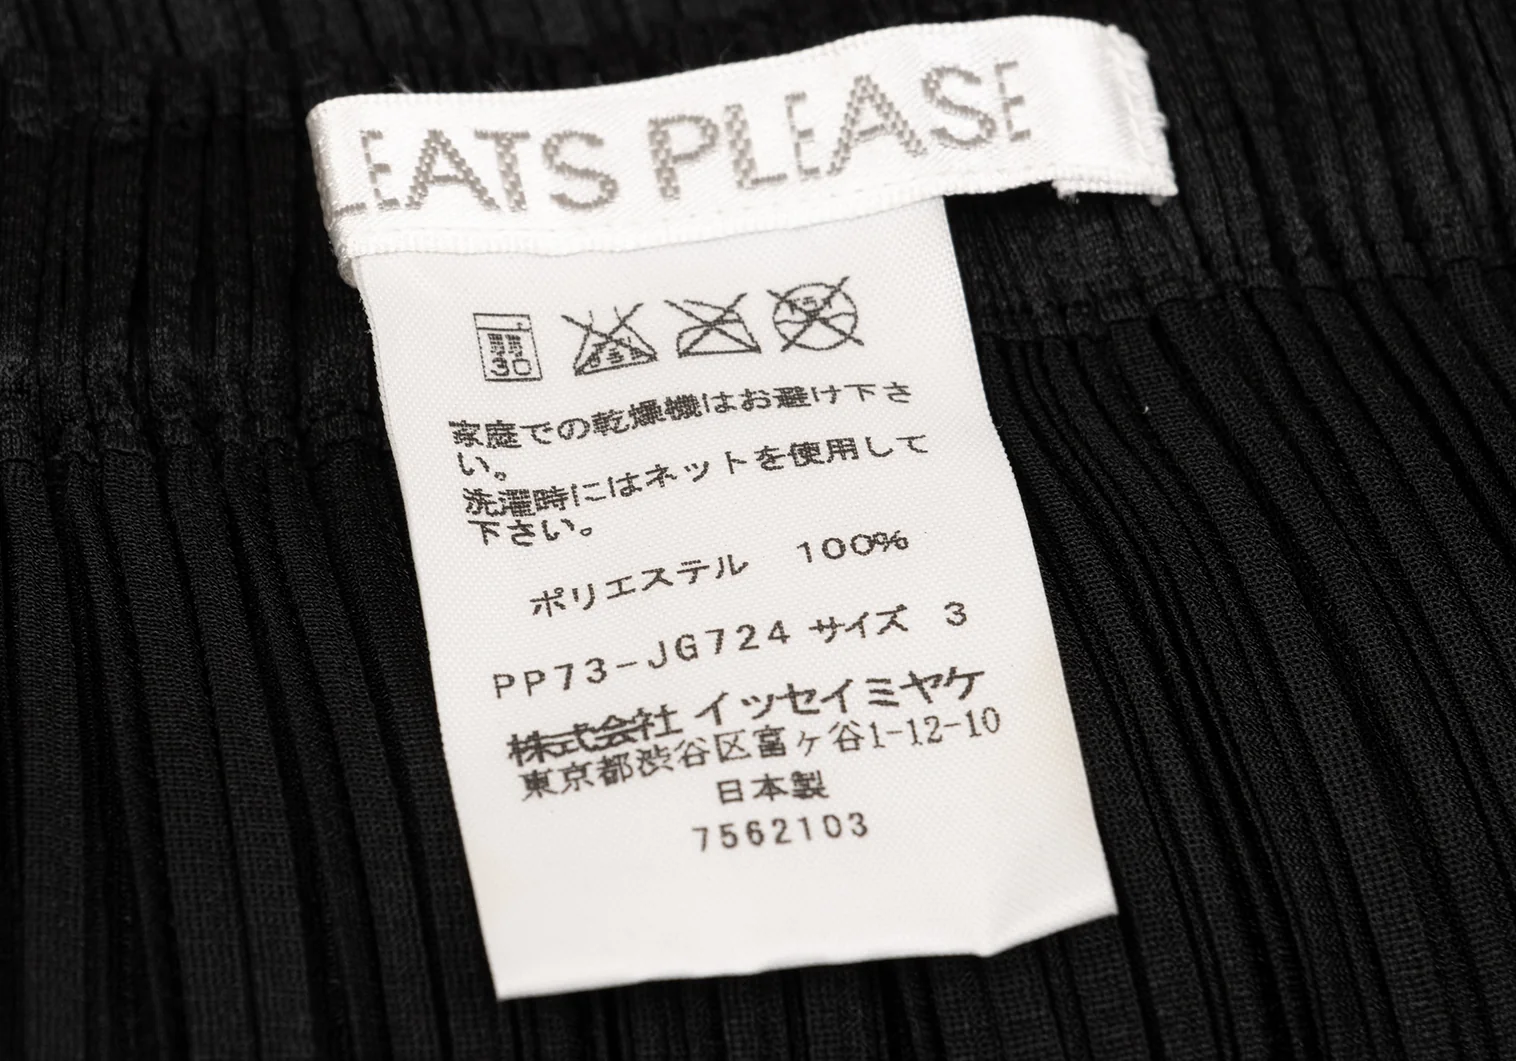 LEATS PLEASE
30
家庭での乾燥機はお避け下さ
い。
洗濯時にはネットを使用して
下さい。
ポリエステル 100%
PP73-JG724 サイズ 3
株式会社 イッセイミヤケ
東京都渋谷区富ヶ谷1-12-10
日本製
7562103